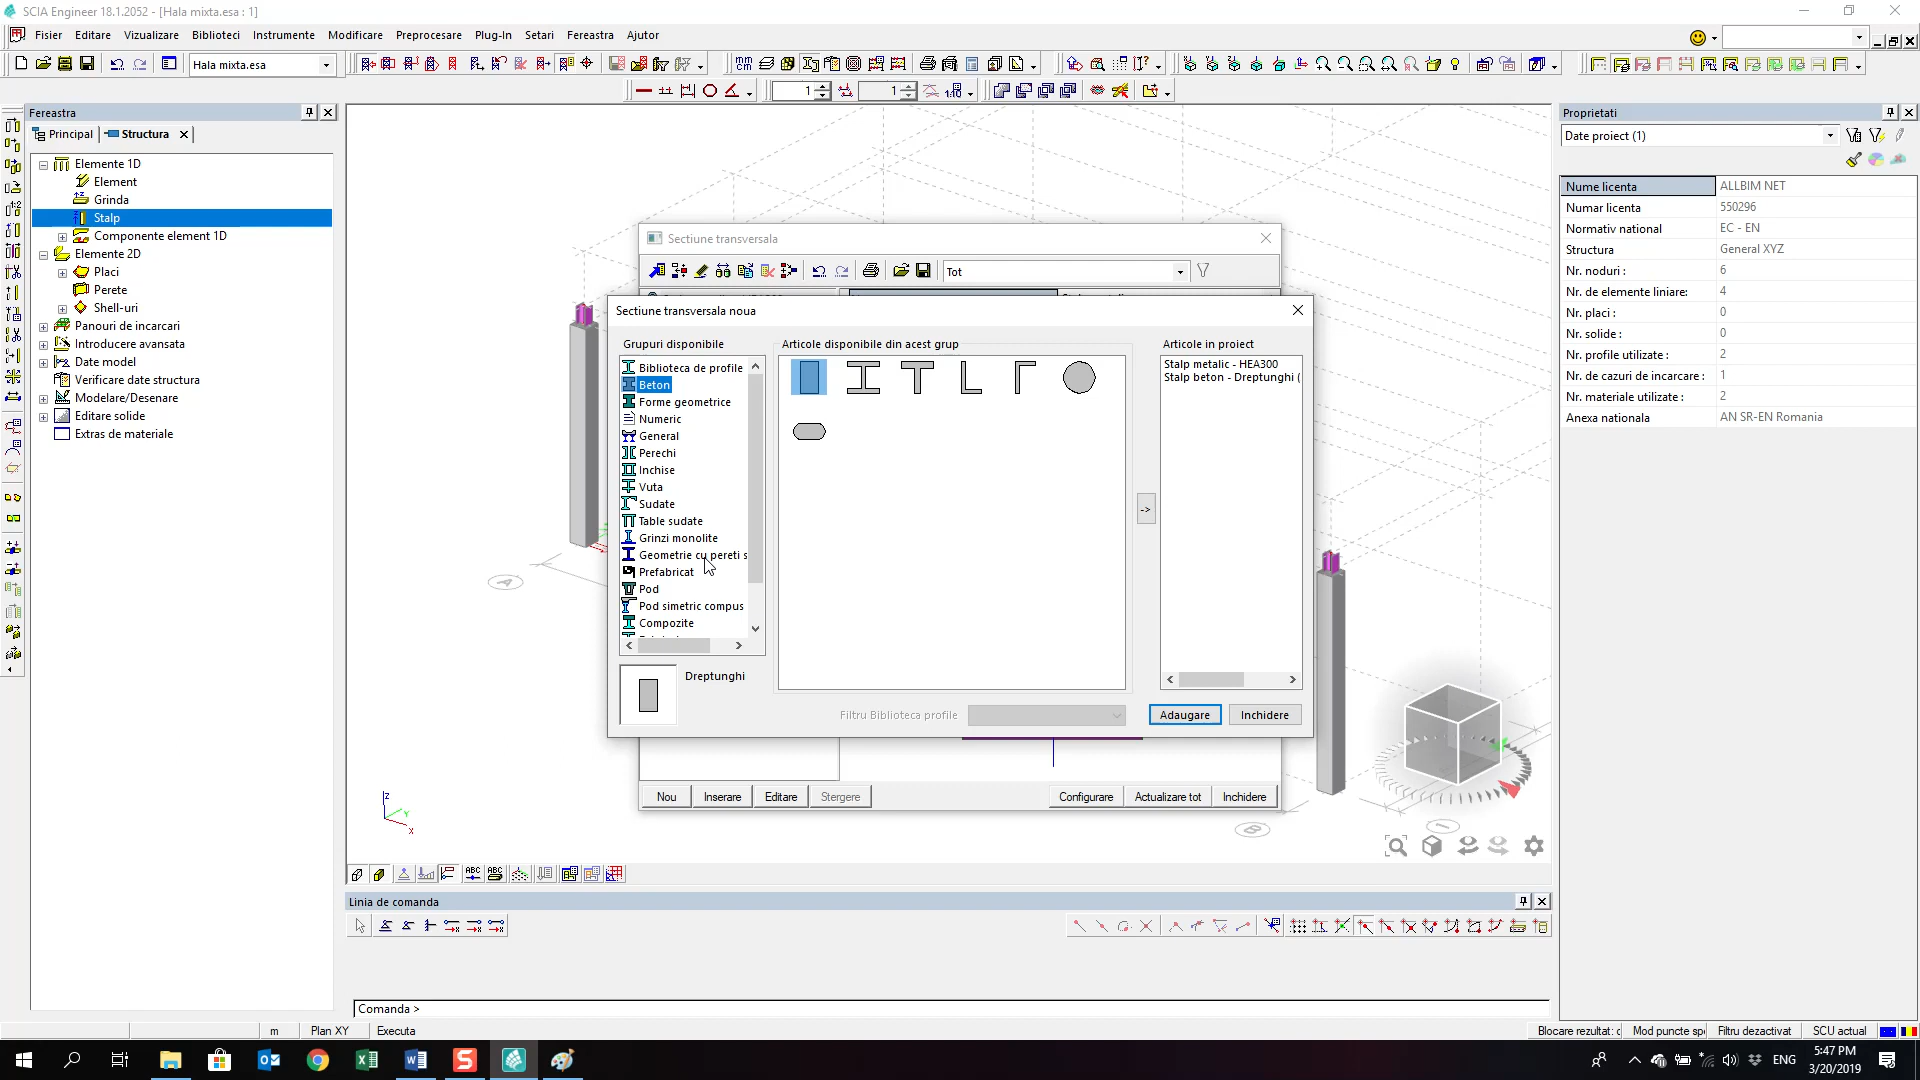 SCIA Engineer 18.1.2052 - [Hala mixta.esa : 1]
Fisier Editare Vizualizare Biblioteci Instrumente Modificare Preprocesare Plug-In Setari Fereastra Ajutor
Hala mixta.esa
1
1
Fereastra
Principal
Structura
Elemente 1D
Element
Grinda
Stalp
Componente element 1D
Elemente 2D
Placi
Perete
Shell-uri
Panouri de incarcari
Introducere avansata
Date model
Verificare date structura
Modelare/Desenare
Editare solide
Extras de materiale
A
B
1
Z
Y
X
Sectiune transversala
Tot
Sectiune transversala noua
Grupuri disponibile
Biblioteca de profile
Beton
Forme geometrice
Numeric
General
Perechi
Inchise
Vuta
Sudate
Table sudate
Grinzi monolite
Geometrie cu pereti s
Prefabricat
Pod
Pod simetric compus
Compozite
Dreptunghi
Articole disponibile din acest grup
Filtru Biblioteca profile
->
Articole in proiect
Stalp metalic - HEA300
Stalp beton - Dreptunghi (
Adaugare
Inchidere
Nou
Inserare
Editare
Stergere
Configurare
Actualizare tot
Inchidere
Proprietati
Date proiect (1)
Nume licenta ALLBIM NET
Numar licenta 550296
Normativ national EC - EN
Structura General XYZ
Nr. noduri : 6
Nr. de elemente liniare: 4
Nr. placi : 0
Nr. solide : 0
Nr. profile utilizate : 2
Nr. de cazuri de incarcare : 1
Nr. materiale utilizate : 2
Anexa nationala AN SR-EN Romania
ABC
ABC
Linia de comanda
Comanda >
m
Plan XY
Executa
Blocare rezultat: c
Mod puncte spe
Filtru dezactivat
SCU actual
ENG
5:47 PM
3/20/2019